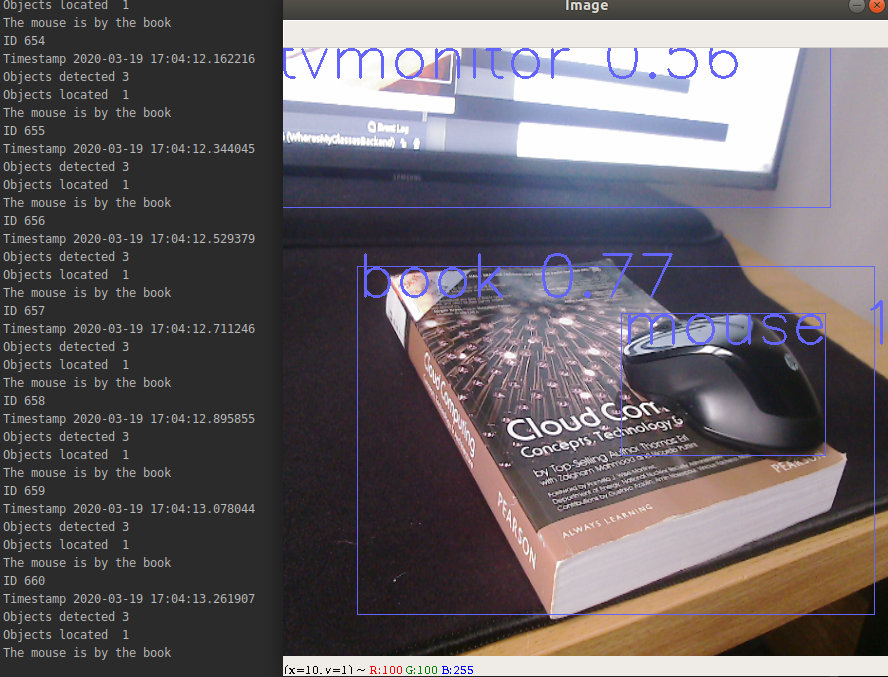 Objects located  1
The mouse is by the book
ID 654
Timestamp 2020-03-19 17:04:12.162216
Objects detected 3
Objects located  1
The mouse is by the book
ID 655
Timestamp 2020-03-19 17:04:12.344045
Objects detected 3
Objects located  1
The mouse is by the book
ID 656
Timestamp 2020-03-19 17:04:12.529379
Objects detected 3
Objects located  1
The mouse is by the book
ID 657
Timestamp 2020-03-19 17:04:12.711246
Objects detected 3
Objects located  1
The mouse is by the book
ID 658
Timestamp 2020-03-19 17:04:12.895855
Objects detected 3
Objects located  1
The mouse is by the book
ID 659
Timestamp 2020-03-19 17:04:13.078044
Objects detected 3
Objects located  1
The mouse is by the book
ID 660
Timestamp 2020-03-19 17:04:13.261907
Objects detected 3
Objects located  1
The mouse is by the book
Image
tvmonitor 0.56
Event Log
(WheresMyGlassesBackend)
SAMSUNG
book 0.77
mouse 1
Cloud Computing
Cloud Com
Concepts, Technology &
by Top-Selling Author Thomas Erl
with Zaigham Mahmood and Ricardo Puttini
PEARSON
ALWAYS LEARNING
PEARSON
(x=10, y=1) ~ R:100 G:100 B:255